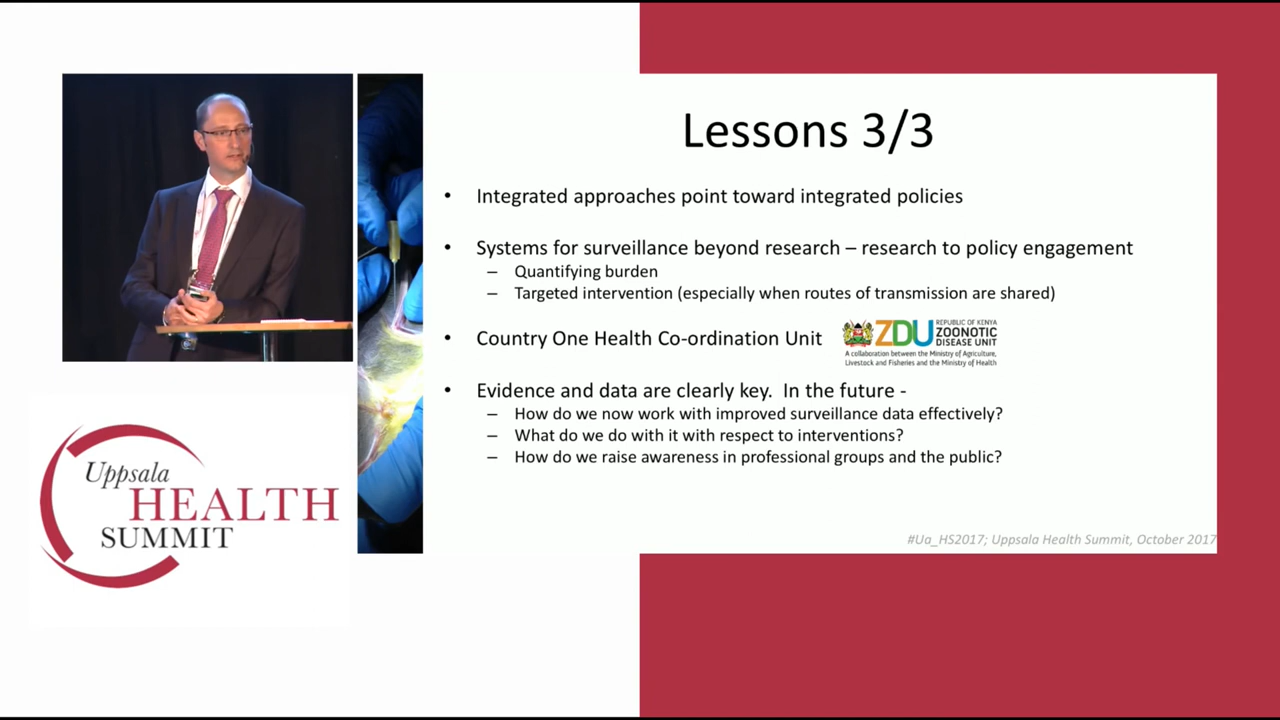 Lessons 3/3
• Integrated approaches point toward integrated policies
• Systems for surveillance beyond research – research to policy engagement
– Quantifying burden
– Targeted intervention (especially when routes of transmission are shared)
• Country One Health Co-ordination Unit
ZDU
REPUBLIC OF KENYA
ZOONOTIC
DISEASE UNIT
A collaboration between the Ministry of Agriculture,
Livestock and Fisheries and the Ministry of Health
• Evidence and data are clearly key. In the future -
– How do we now work with improved surveillance data effectively?
– What do we do with it with respect to interventions?
– How do we raise awareness in professional groups and the public?
#Ua_HS2017; Uppsala Health Summit, October 2017
Uppsala
HEALTH
SUMMIT